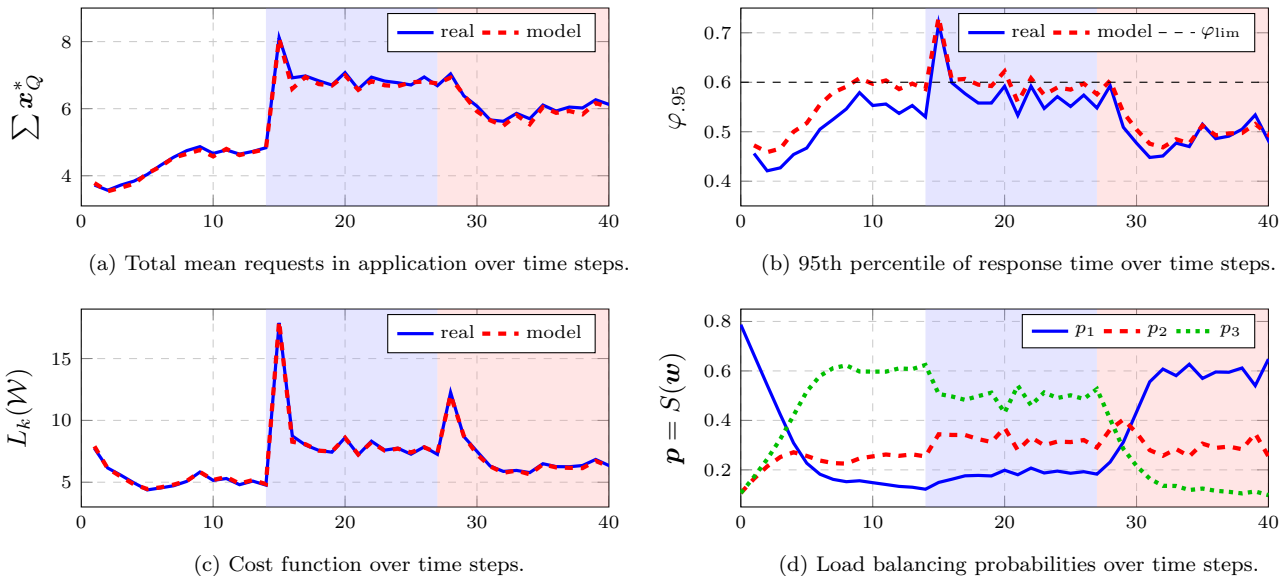 ∑ x*Q
8
6
4
0
10
20
30
40
real
model
(a) Total mean requests in application over time steps.
φ.95
0.7
0.6
0.5
0.4
0
10
20
30
40
real
model
φlim
(b) 95th percentile of response time over time steps.
Lk(𝒲)
15
10
5
0
10
20
30
40
real
model
(c) Cost function over time steps.
p = S(w)
0.8
0.6
0.4
0.2
0
10
20
30
40
p1
p2
p3
(d) Load balancing probabilities over time steps.